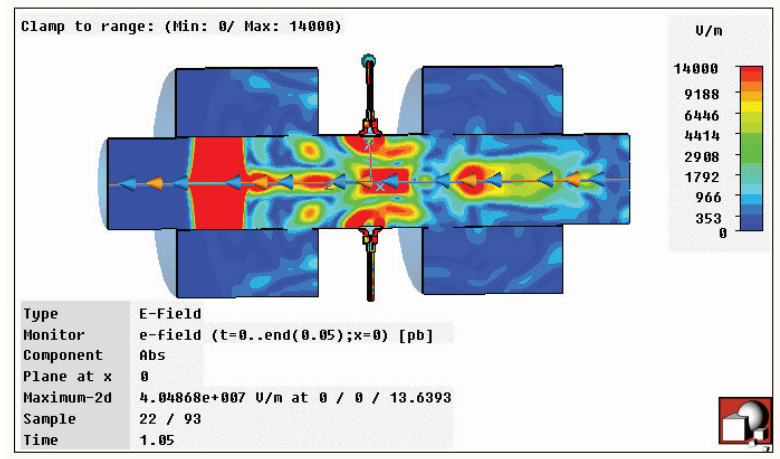 Clamp to range: (Min: 0/ Max: 14000)
V/m
14000
9188
6446
4414
2908
1792
966
353
0
y
z
x
Type E-Field
Monitor e-field (t=0..end(0.05);x=0) [pb]
Component Abs
Plane at x 0
Maximum-2d 4.04868e+007 V/m at 0 / 0 / 13.6393
Sample 22 / 93
Time 1.05